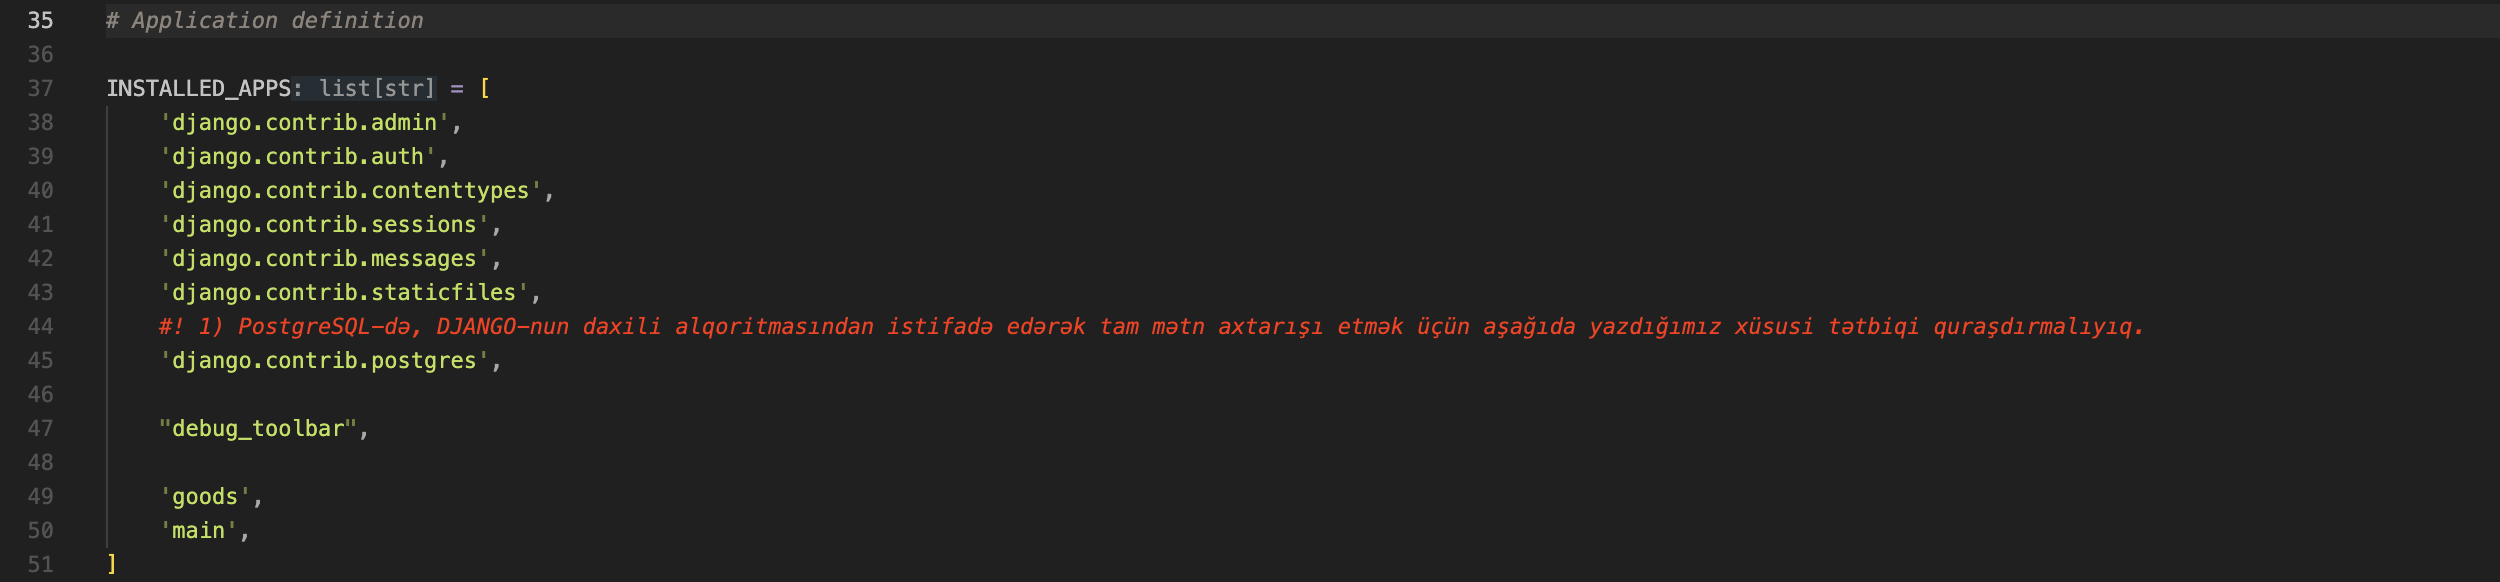 35 # Application definition
36
37 INSTALLED_APPS: list[str] = [
38     'django.contrib.admin',
39     'django.contrib.auth',
40     'django.contrib.contenttypes',
41     'django.contrib.sessions',
42     'django.contrib.messages',
43     'django.contrib.staticfiles',
44     #! 1) PostgreSQL-də, DJANGO-nun daxili alqoritmasından istifadə edərək tam mətn axtarışı etmək üçün aşağıda yazdığımız xüsusi tətbiqi quraşdırmalıyıq.
45     'django.contrib.postgres',
46
47     "debug_toolbar",
48
49     'goods',
50     'main',
51 ]